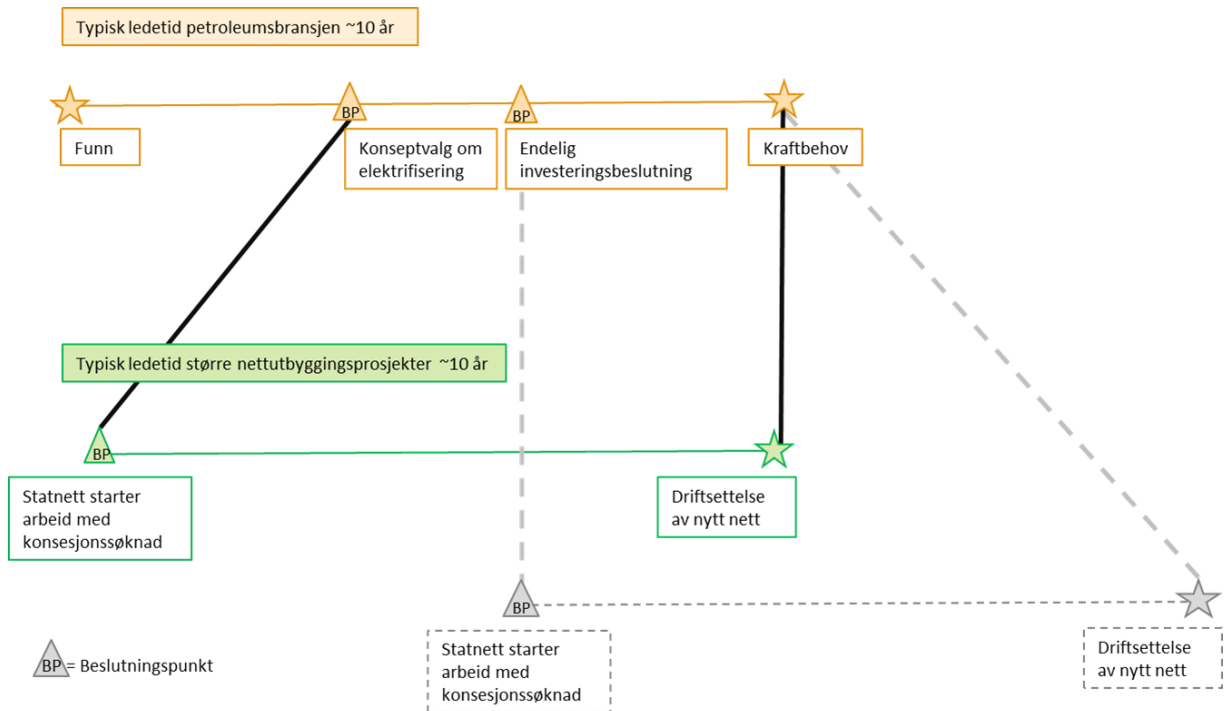 Typisk ledetid petroleumsbransjen ~10 år
BP
BP
Funn
Konseptvalg om
elektrifisering
Endelig
investeringsbeslutning
Kraftbehov
Typisk ledetid større nettutbyggingsprosjekter ~10 år
BP
Statnett starter
arbeid med
konsesjonssøknad
Driftsettelse
av nytt nett
BP
Statnett starter
arbeid med
konsesjonssøknad
Driftsettelse
av nytt nett
BP = Beslutningspunkt